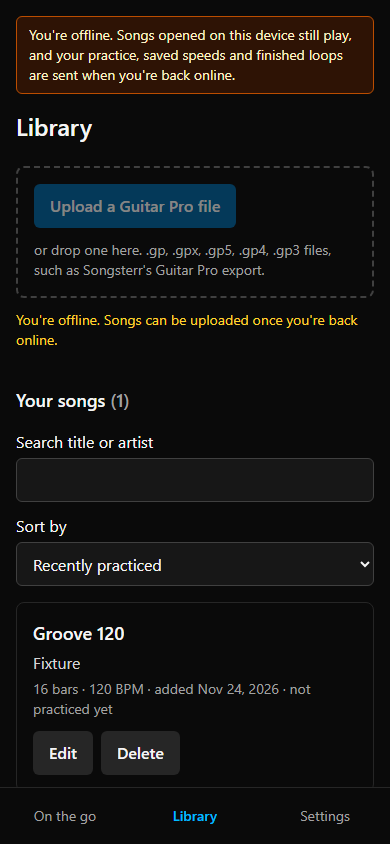 You're offline. Songs opened on this device still play,
and your practice, saved speeds and finished loops
are sent when you're back online.
Library
Upload a Guitar Pro file
or drop one here. .gp, .gpx, .gp5, .gp4, .gp3 files,
such as Songsterr's Guitar Pro export.
You're offline. Songs can be uploaded once you're back
online.
Your songs (1)
Search title or artist
Sort by
Recently practiced
Groove 120
Fixture
16 bars · 120 BPM · added Nov 24, 2026 · not
practiced yet
Edit Delete
On the go Library Settings